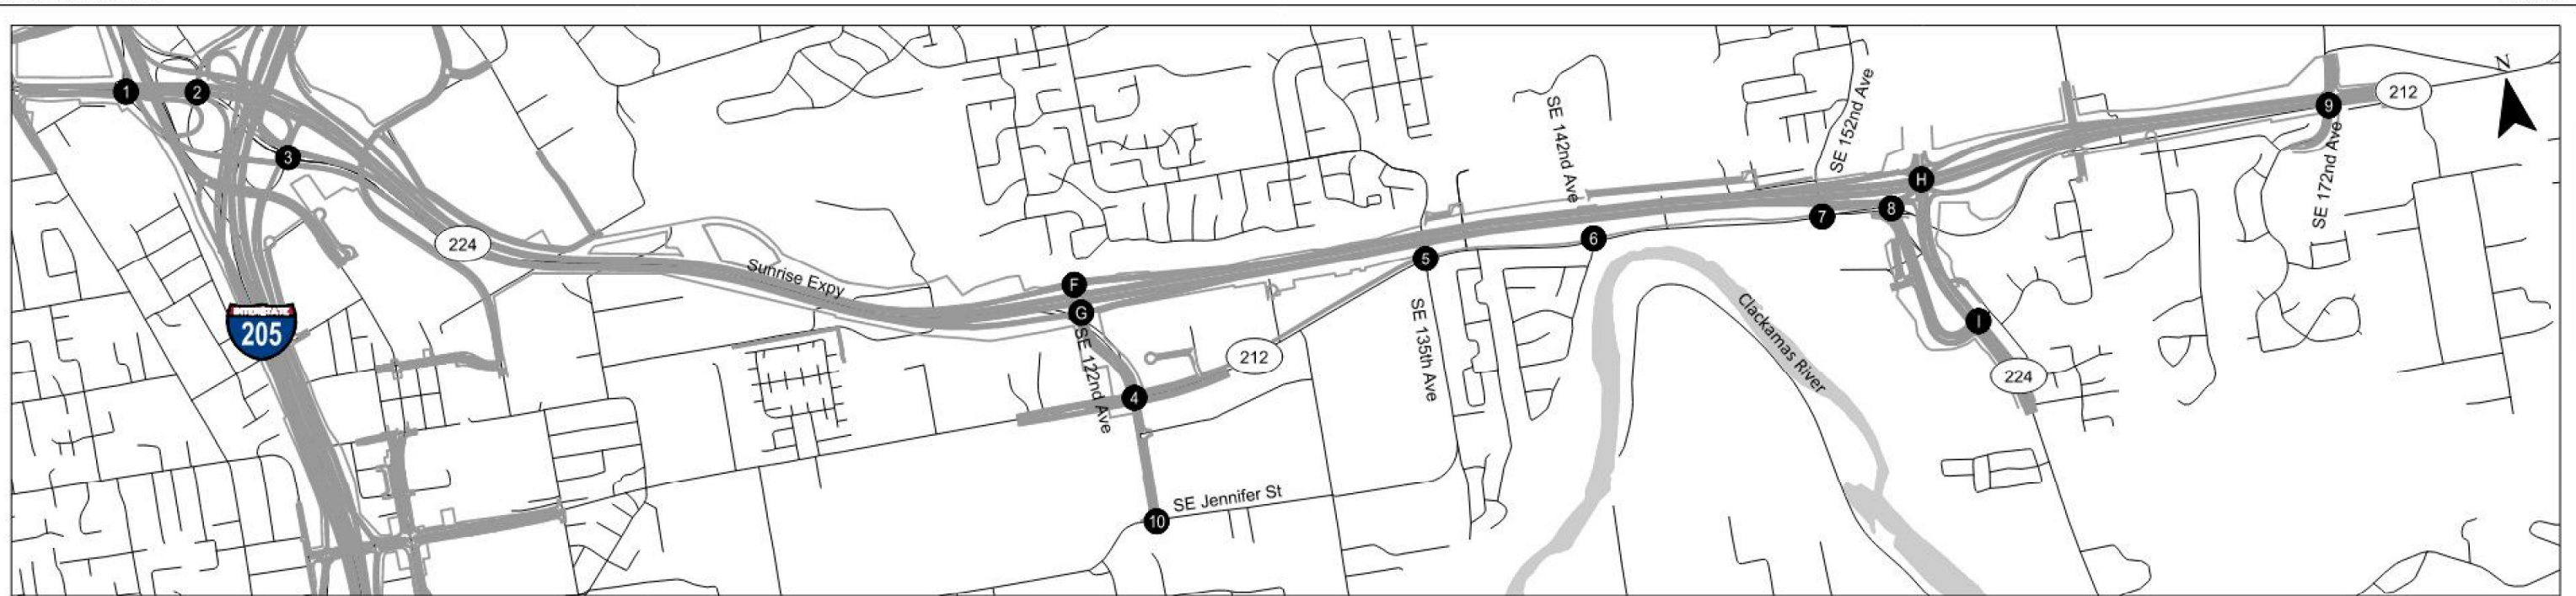 N
212
9
1
2
SE 142nd Ave
SE 152nd Ave
3
SE 172nd Ave
H
8
7
6
224
5
Sunrise Expy
F
G
Clackamas River
INTERSTATE
205
I
SE 122nd Ave
SE 135th Ave
212
224
4
SE Jennifer St
10